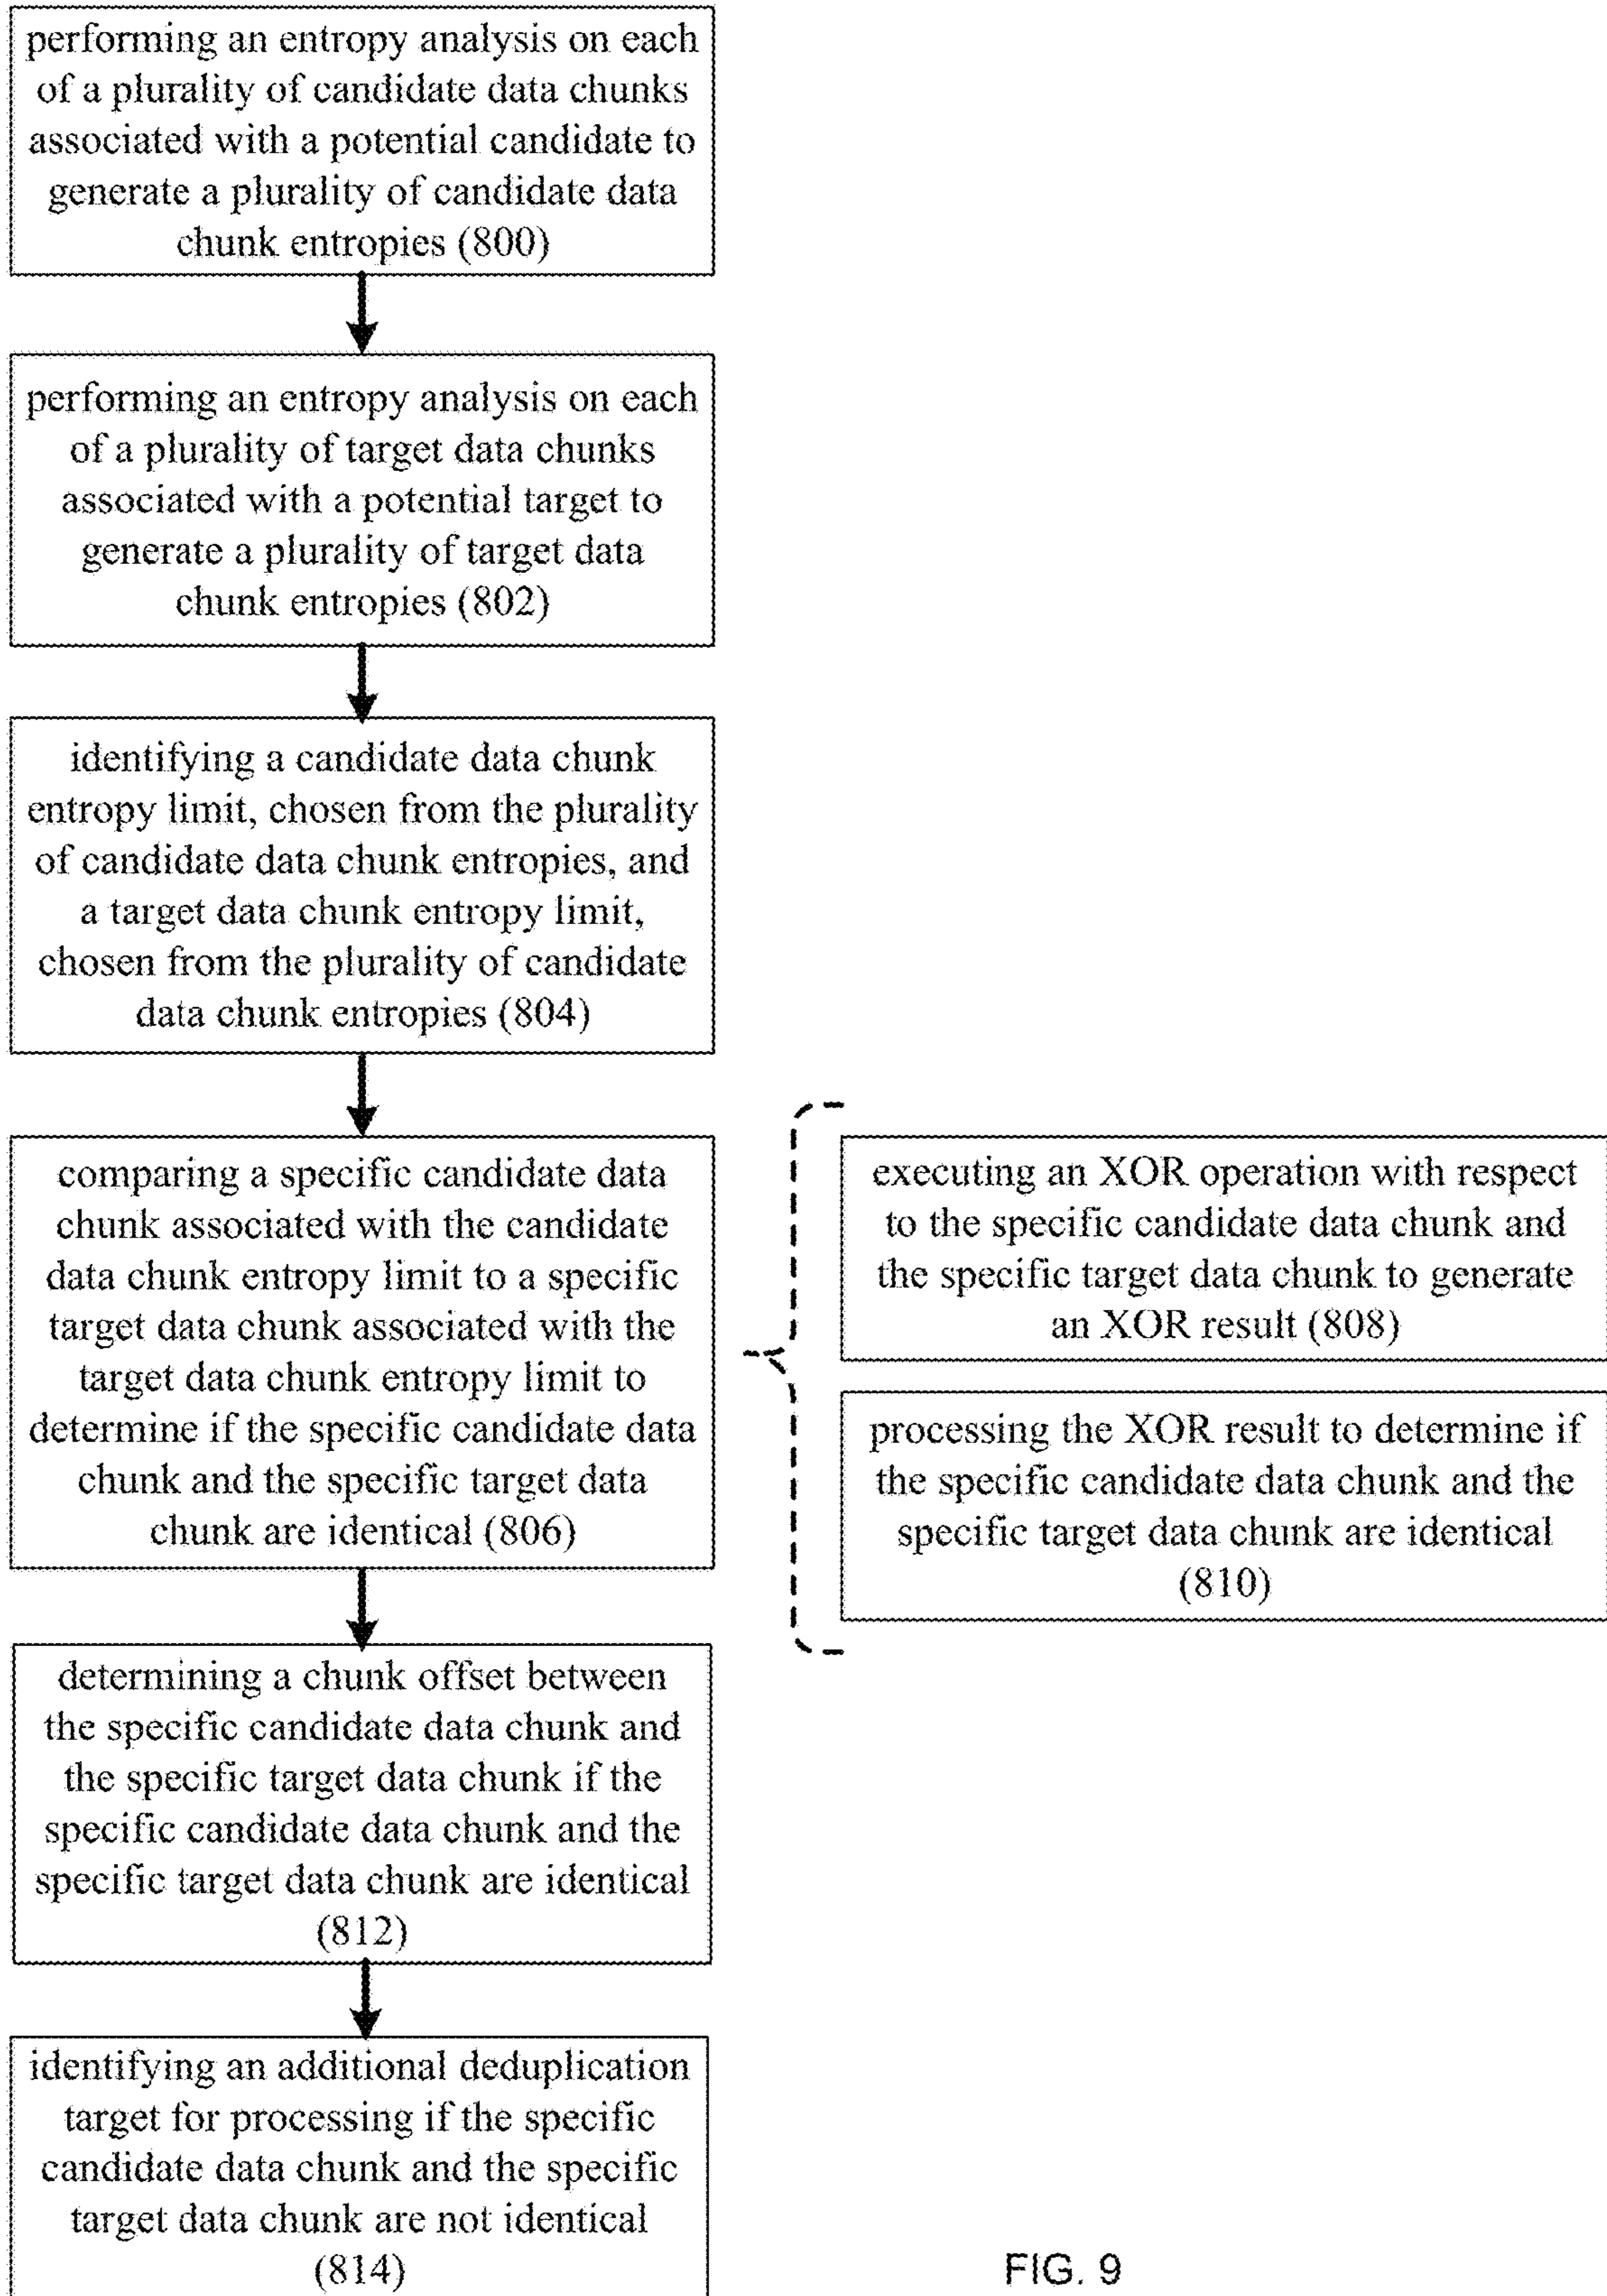 performing an entropy analysis on each
of a plurality of candidate data chunks
associated with a potential candidate to
generate a plurality of candidate data
chunk entropies (800)
performing an entropy analysis on each
of a plurality of target data chunks
associated with a potential target to
generate a plurality of target data
chunk entropies (802)
identifying a candidate data chunk
entropy limit, chosen from the plurality
of candidate data chunk entropies, and
a target data chunk entropy limit,
chosen from the plurality of candidate
data chunk entropies (804)
comparing a specific candidate data
chunk associated with the candidate
data chunk entropy limit to a specific
target data chunk associated with the
target data chunk entropy limit to
determine if the specific candidate data
chunk and the specific target data
chunk are identical (806)
executing an XOR operation with respect
to the specific candidate data chunk and
the specific target data chunk to generate
an XOR result (808)
processing the XOR result to determine if
the specific candidate data chunk and the
specific target data chunk are identical
(810)
determining a chunk offset between
the specific candidate data chunk and
the specific target data chunk if the
specific candidate data chunk and the
specific target data chunk are identical
(812)
identifying an additional deduplication
target for processing if the specific
candidate data chunk and the specific
target data chunk are not identical
(814)
FIG. 9